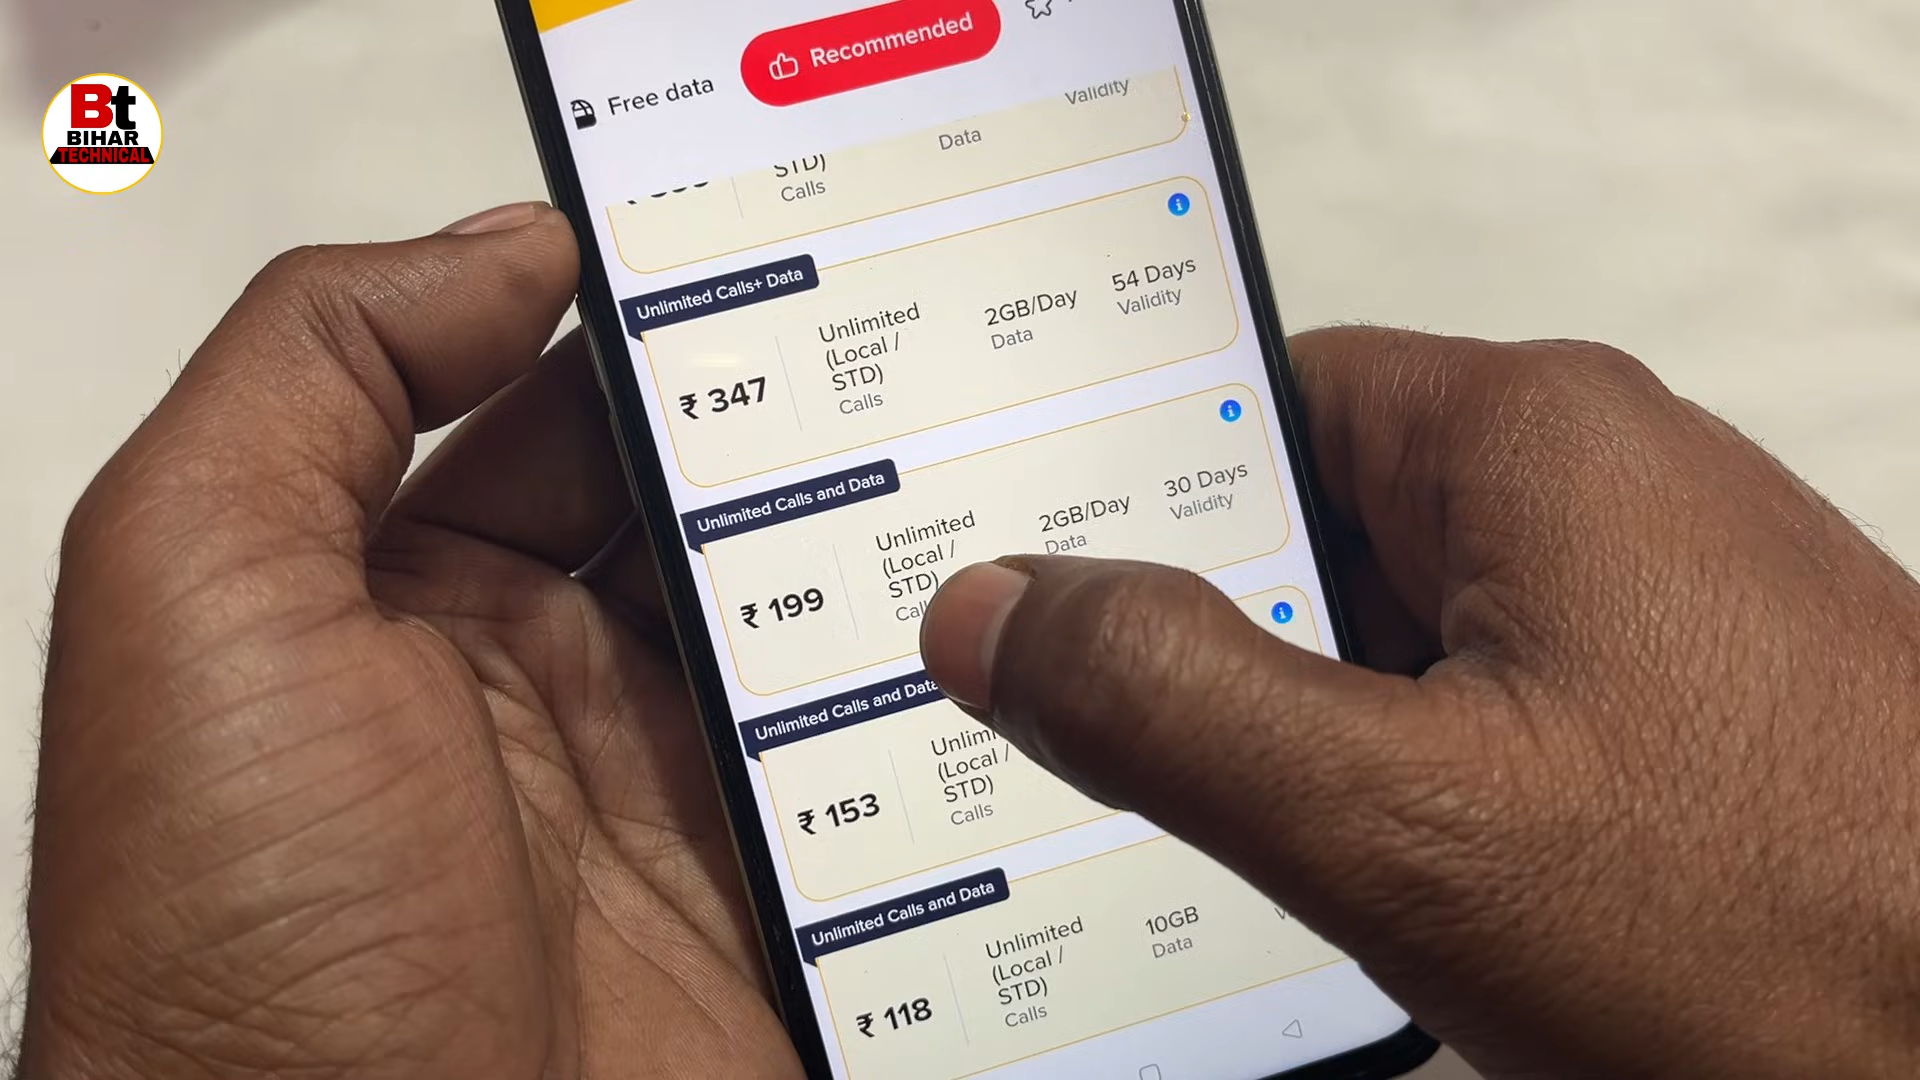 Bt
BIHAR
TECHNICAL
Recommended
Free data
Validity
Data
STD)
Calls
Unlimited Calls+ Data
₹ 347
Unlimited
(Local /
STD)
Calls
2GB/Day
Data
54 Days
Validity
Unlimited Calls and Data
₹ 199
Unlimited
(Local /
STD)
2GB/Day
Data
30 Days
Validity
Unlimited Calls and Data
₹ 153
(Local /
STD)
Calls
Unlimited Calls and Data
₹ 118
Unlimited
(Local /
STD)
Calls
10GB
Data